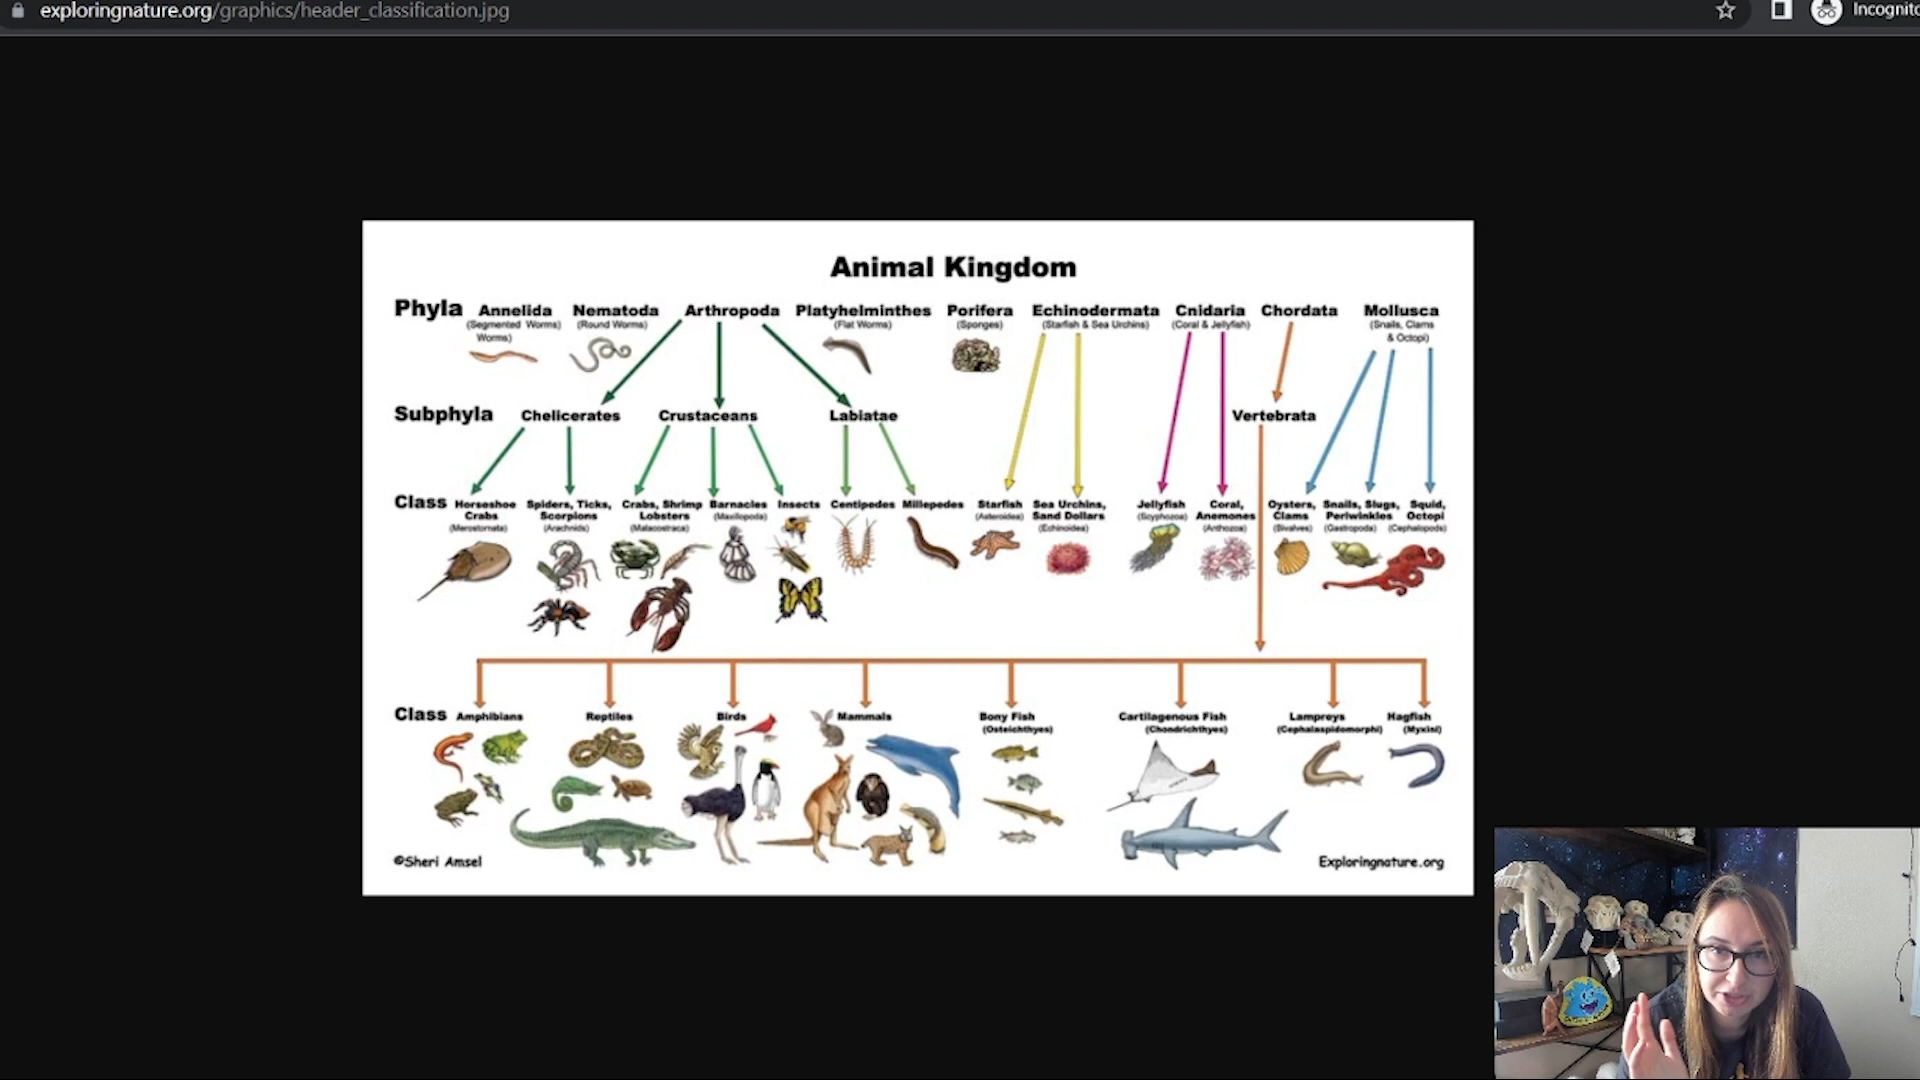 exploringnature.org/graphics/header_classification.jpg
Incognito
Animal Kingdom
Phyla Annelida Nematoda Arthropoda Platyhelminthes Porifera Echinodermata Cnidaria Chordata Mollusca
(Segmented Worms) (Round Worms) (Flat Worms) (Sponges) (Starfish & Sea Urchins) (Coral & Jellyfish) (Snails, Clams
Worms) & Octopi)
Subphyla Chelicerates Crustaceans Labiatae Vertebrata
Class Horseshoe Spiders, Ticks, Crabs, Shrimp Barnacles Insects Centipedes Millepedes Starfish Sea Urchins, Jellyfish Coral, Oysters, Snails, Slugs, Squid,
Crabs Scorpions Lobsters (Maxillopoda) (Asteroidea) Sand Dollars (Scyphozoa) Anemones Clams Periwinkles Octopi
(Merostomata) (Arachnids) (Malacostraca) (Echinoidea) (Anthozoa) (Bivalves) (Gastropoda) (Cephalopods)
Class Amphibians Reptiles Birds Mammals Bony Fish Cartilagenous Fish Lampreys Hagfish
(Osteichthyes) (Chondrichthyes) (Cephalaspidomorphi) (Myxini)
©Sheri Amsel Exploringnature.org